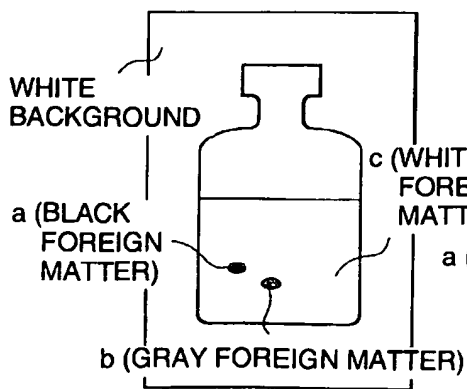 WHITE
BACKGROUND
c (WHIT
FORE
MATT
a (BLACK
FOREIGN
MATTER)
a
b (GRAY FOREIGN MATTER)